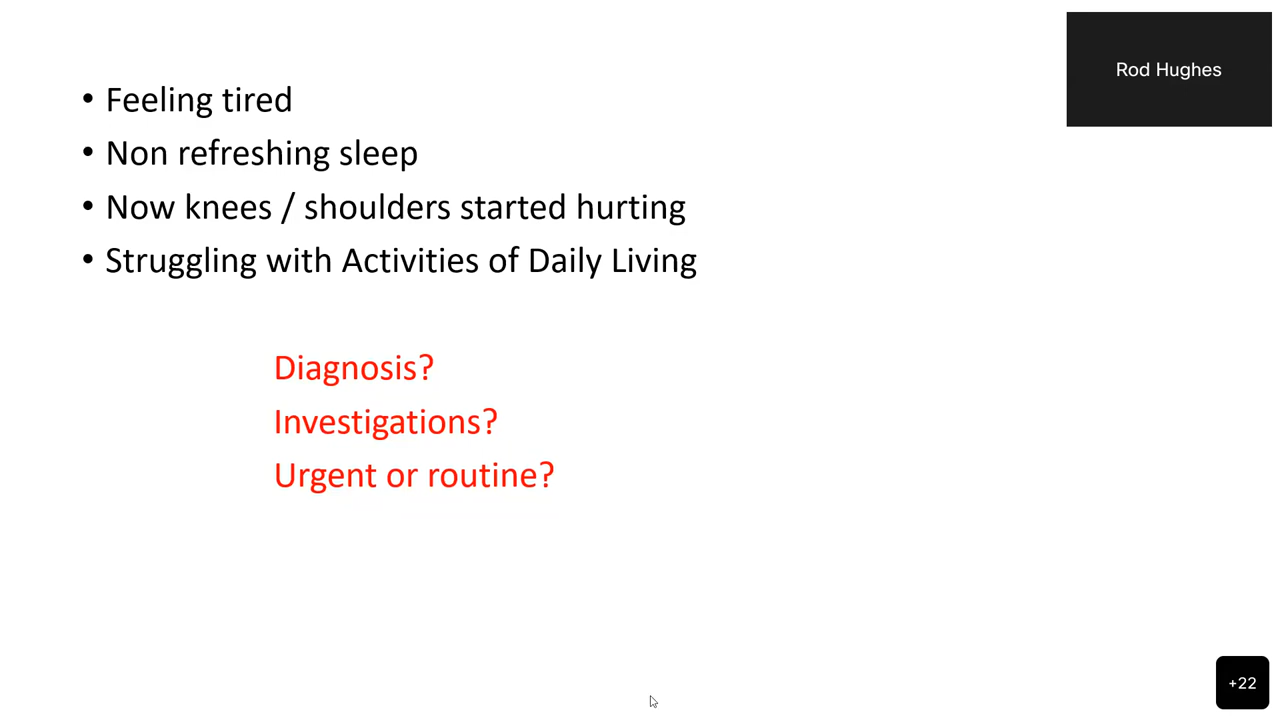 Rod Hughes
• Feeling tired
• Non refreshing sleep
• Now knees / shoulders started hurting
• Struggling with Activities of Daily Living
Diagnosis?
Investigations?
Urgent or routine?
+22